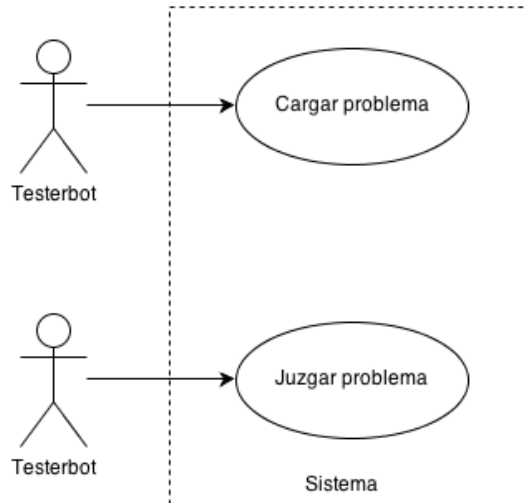 Cargar problema
Testerbot
Juzgar problema
Testerbot
Sistema